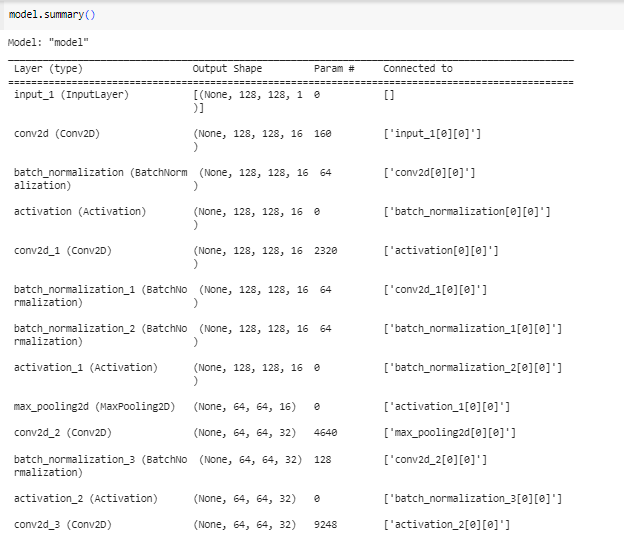 model.summary()
Model: "model"
Layer (type) Output Shape Param # Connected to
input_1 (InputLayer) [(None, 128, 128, 1 0 []
)]
conv2d (Conv2D) (None, 128, 128, 16 160 ['input_1[0][0]']
)
batch_normalization (BatchNorm (None, 128, 128, 16 64 ['conv2d[0][0]']
alization) )
activation (Activation) (None, 128, 128, 16 0 ['batch_normalization[0][0]']
)
conv2d_1 (Conv2D) (None, 128, 128, 16 2320 ['activation[0][0]']
)
batch_normalization_1 (BatchNo (None, 128, 128, 16 64 ['conv2d_1[0][0]']
rmalization) )
batch_normalization_2 (BatchNo (None, 128, 128, 16 64 ['batch_normalization_1[0][0]']
rmalization) )
activation_1 (Activation) (None, 128, 128, 16 0 ['batch_normalization_2[0][0]']
)
max_pooling2d (MaxPooling2D) (None, 64, 64, 16) 0 ['activation_1[0][0]']
conv2d_2 (Conv2D) (None, 64, 64, 32) 4640 ['max_pooling2d[0][0]']
batch_normalization_3 (BatchNo (None, 64, 64, 32) 128 ['conv2d_2[0][0]']
rmalization)
activation_2 (Activation) (None, 64, 64, 32) 0 ['batch_normalization_3[0][0]']
conv2d_3 (Conv2D) (None, 64, 64, 32) 9248 ['activation_2[0][0]']